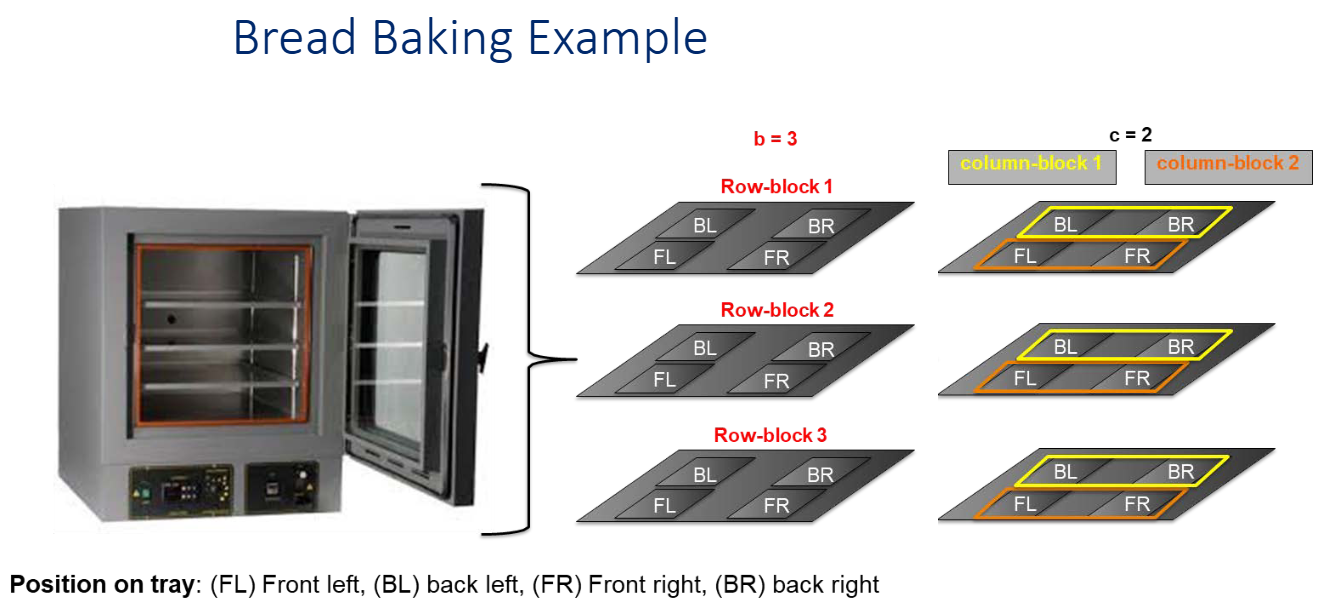 Bread Baking Example
b = 3
c = 2
column-block 1
column-block 2
Row-block 1
BL
BR
FL
FR
BL
BR
FL
FR
Row-block 2
BL
BR
FL
FR
BL
BR
FL
FR
Row-block 3
BL
BR
FL
FR
BL
BR
FL
FR
Position on tray: (FL) Front left, (BL) back left, (FR) Front right, (BR) back right